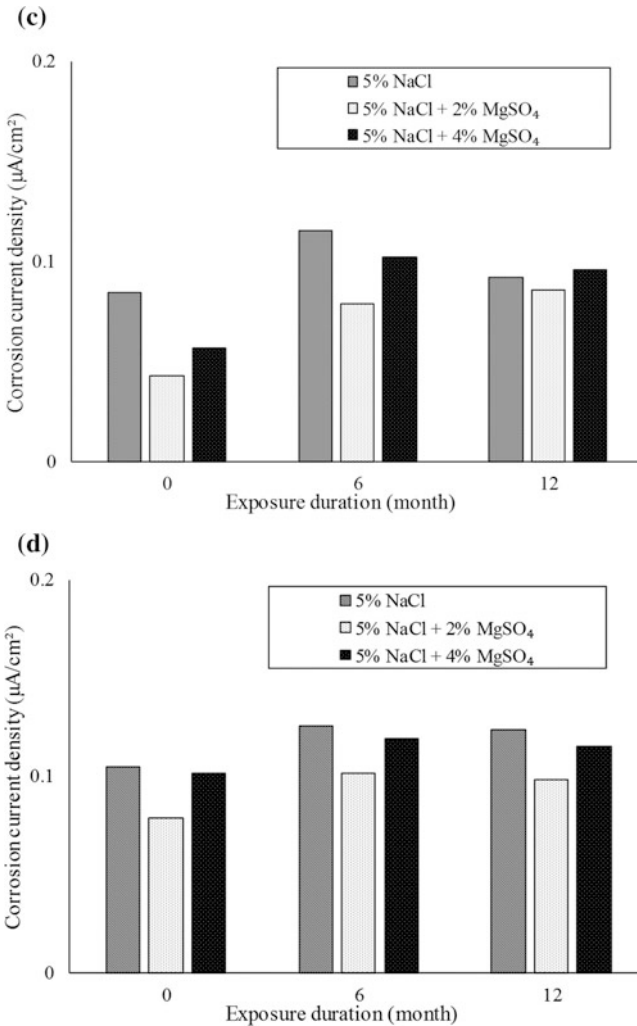 (c)
0.2
5% NaCl
5% NaCl + 2% MgSO₄
5% NaCl + 4% MgSO₄
Corrosion current density (μA/cm²)
0.1
0
0 6 12
Exposure duration (month)
(d)
0.2
5% NaCl
5% NaCl + 2% MgSO₄
5% NaCl + 4% MgSO₄
Corrosion current density (μA/cm²)
0.1
0
0 6 12
Exposure duration (month)